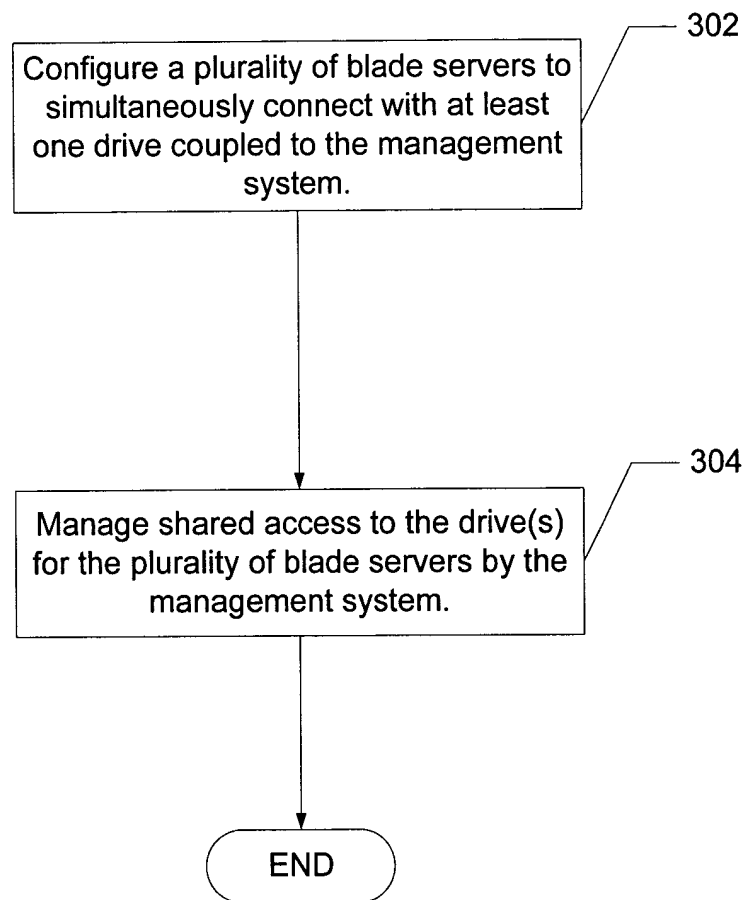 302
Configure a plurality of blade servers to
simultaneously connect with at least
one drive coupled to the management
system.
304
Manage shared access to the drive(s)
for the plurality of blade servers by the
management system.
END